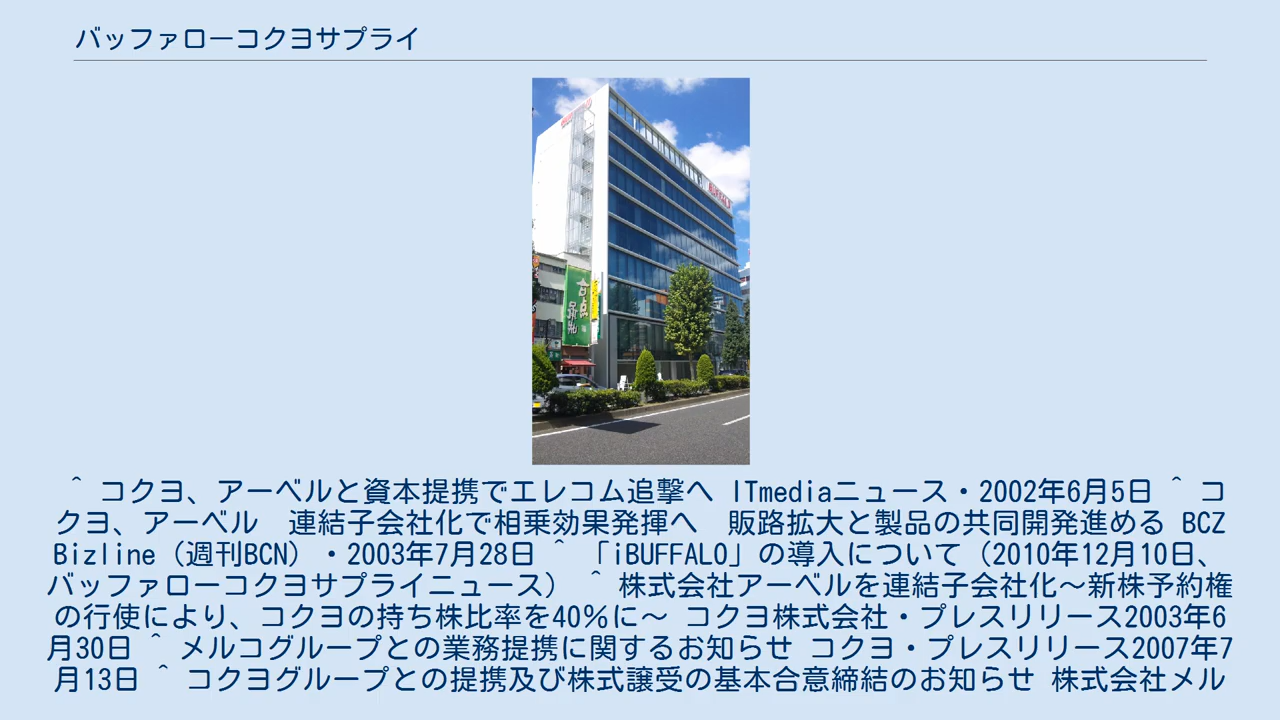 バッファローコクヨサプライ
^ コクヨ、アーベルと資本提携でエレコム追撃へ ITmediaニュース・2002年6月5日 ^ コ
クヨ、アーベル　連結子会社化で相乗効果発揮へ　販路拡大と製品の共同開発進める BCZ
Bizline（週刊BCN）・2003年7月28日 ^ 「iBUFFALO」の導入について（2010年12月10日、
バッファローコクヨサプライニュース） ^ 株式会社アーベルを連結子会社化〜新株予約権
の行使により、コクヨの持ち株比率を40％に〜 コクヨ株式会社・プレスリリース2003年6
月30日 ^ メルコグループとの業務提携に関するお知らせ コクヨ・プレスリリース2007年7
月13日 ^ コクヨグループとの提携及び株式譲受の基本合意締結のお知らせ 株式会社メル